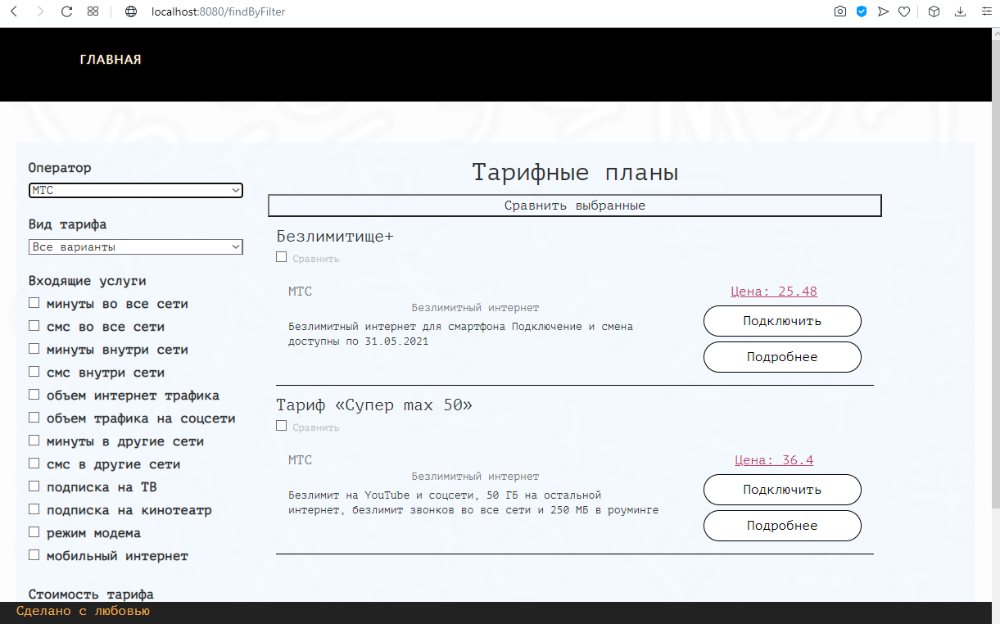 localhost:8080/findByFilter
ГЛАВНАЯ
Оператор
МТС
Вид тарифа
Все варианты
Входящие услуги
минуты во все сети
смс во все сети
минуты внутри сети
смс внутри сети
объем интернет трафика
объем трафика на соцсети
минуты в другие сети
смс в другие сети
подписка на ТВ
подписка на кинотеатр
режим модема
мобильный интернет
Стоимость тарифа
Тарифные планы
Сравнить выбранные
Безлимитище+
Сравнить
МТС
Цена: 25.48
Безлимитный интернет
Безлимитный интернет для смартфона Подключение и смена
доступны по 31.05.2021
Подключить
Подробнее
Тариф «Супер max 50»
Сравнить
МТС
Цена: 36.4
Безлимитный интернет
Безлимит на YouTube и соцсети, 50 ГБ на остальной
интернет, безлимит звонков во все сети и 250 МБ в роуминге
Подключить
Подробнее
Сделано с любовью